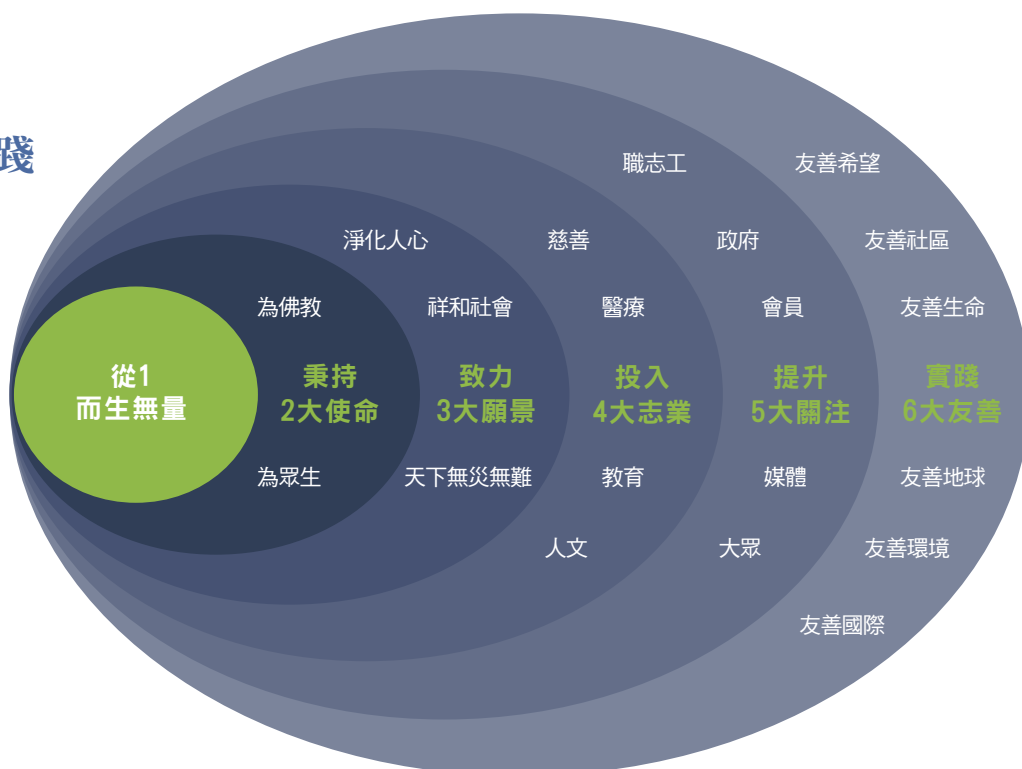 踐
從1
而生無量
為佛教
秉持
2大使命
為眾生
淨化人心
祥和社會
致力
3大願景
天下無災無難
慈善
醫療
投入
4大志業
教育
人文
職志工
政府
會員
提升
5大關注
媒體
大眾
友善希望
友善社區
友善生命
實踐
6大友善
友善地球
友善環境
友善國際